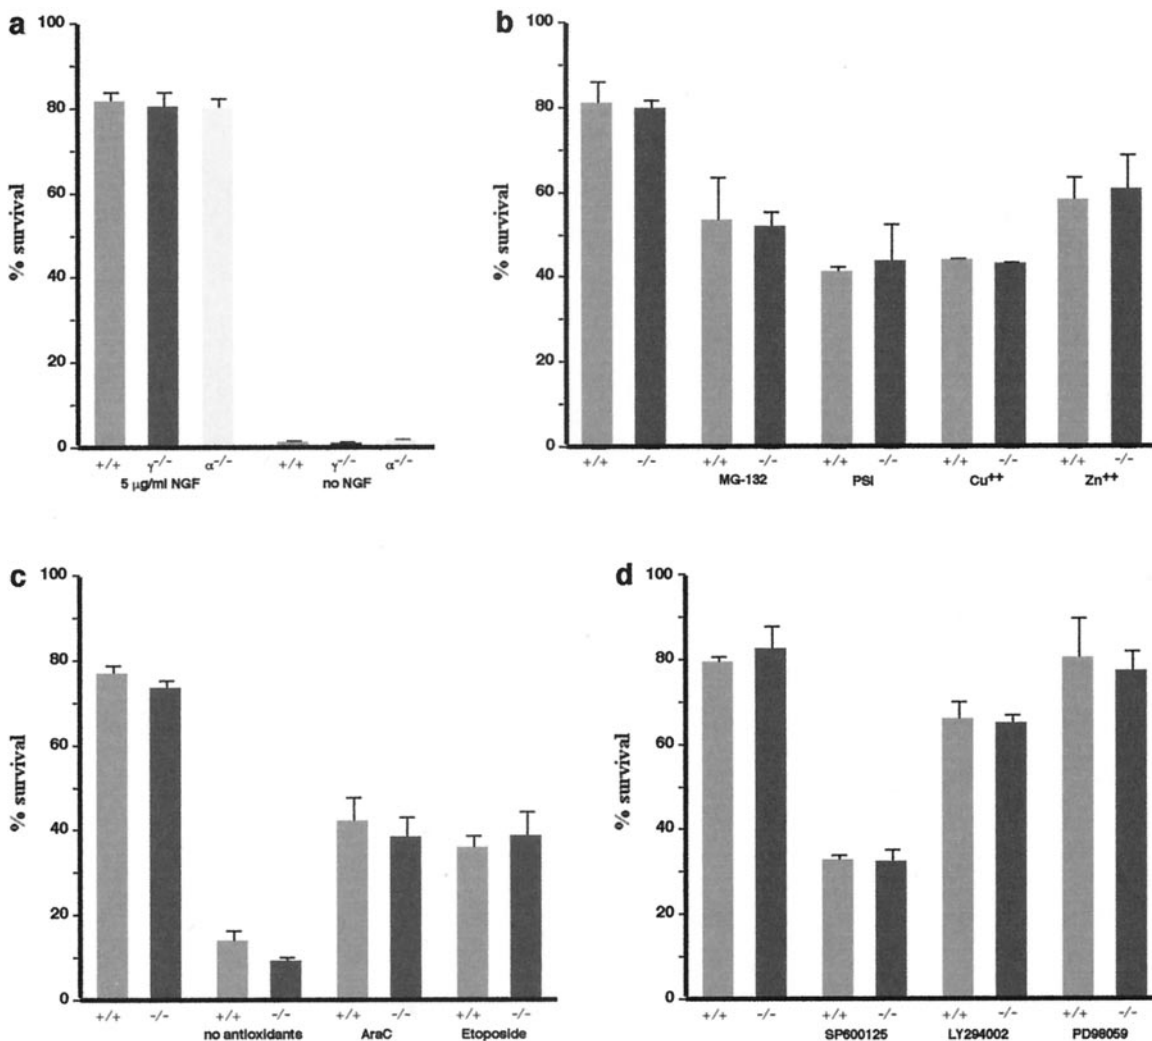 a
100
80
60
40
20
0
% survival
+/+ γ-/- α-/- +/+ γ-/- α-/-
5 µg/ml NGF no NGF
b
100
80
60
40
20
0
% survival
+/+ -/- +/+ -/- +/+ -/- +/+ -/- +/+ -/-
MG-132 PSI Cu++ Zn++
c
100
80
60
40
20
0
% survival
+/+ -/- +/+ -/- +/+ -/- +/+ -/-
no antioxidants AraC Etoposide
d
100
80
60
40
20
0
% survival
+/+ -/- +/+ -/- +/+ -/- +/+ -/-
SP600125 LY294002 PD98059